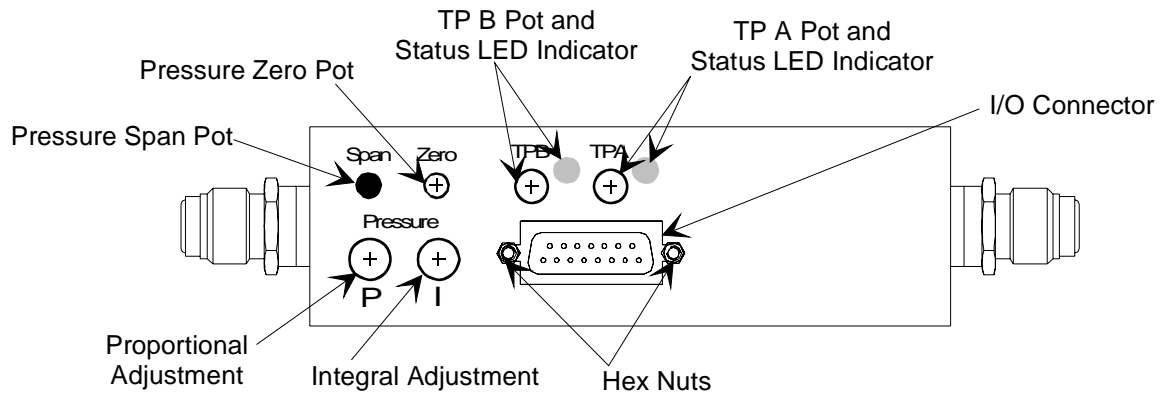 TP B Pot and
Status LED Indicator
TP A Pot and
Status LED Indicator
Pressure Zero Pot
I/O Connector
Pressure Span Pot
Span
Zero
TPB
TPA
Pressure
P
I
Proportional
Adjustment
Integral Adjustment
Hex Nuts